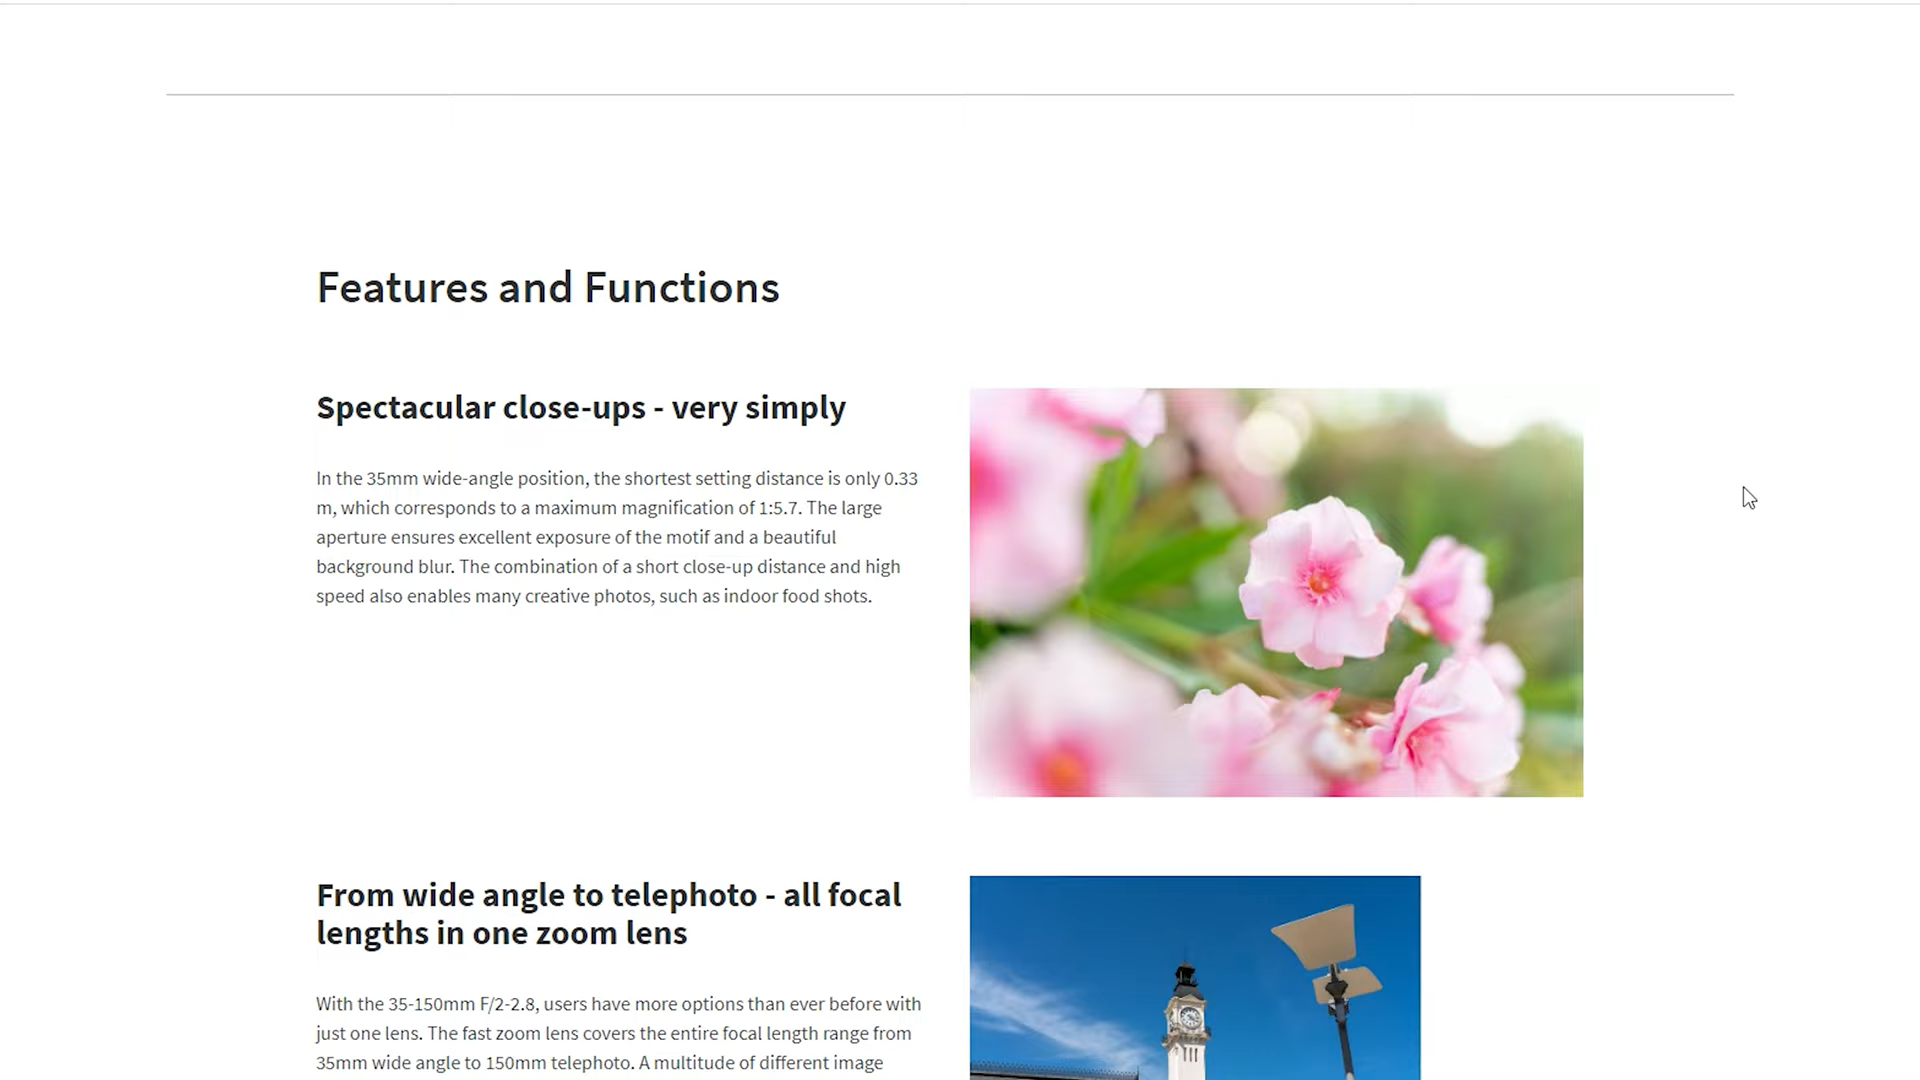 Features and Functions
Spectacular close-ups - very simply
In the 35mm wide-angle position, the shortest setting distance is only 0.33
m, which corresponds to a maximum magnification of 1:5.7. The large
aperture ensures excellent exposure of the motif and a beautiful
background blur. The combination of a short close-up distance and high
speed also enables many creative photos, such as indoor food shots.
From wide angle to telephoto - all focal
lengths in one zoom lens
With the 35-150mm F/2-2.8, users have more options than ever before with
just one lens. The fast zoom lens covers the entire focal length range from
35mm wide angle to 150mm telephoto. A multitude of different image